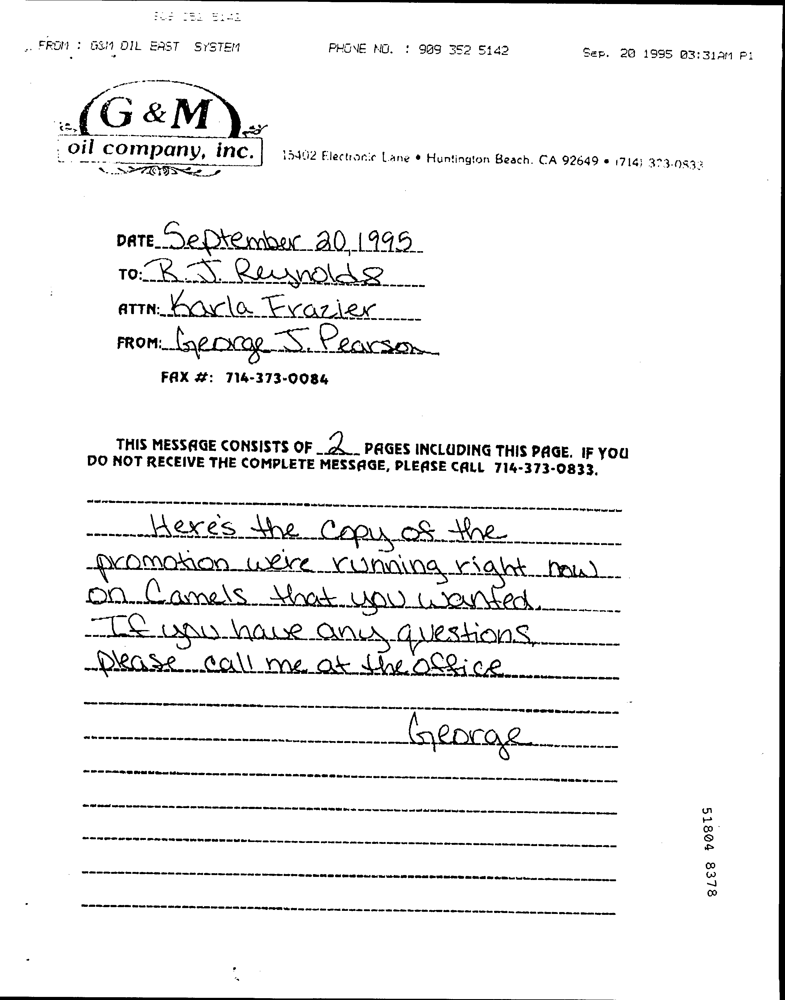 909 352 5142
FROM : G&M OIL EAST SYSTEM PHONE NO. : 909 352 5142 Sep. 20 1995 03:31AM P1
G & M
oil company, inc.
15402 Electronic Lane • Huntington Beach, CA 92649 • (714) 373-0833
DATE September 20, 1995
TO: R.J. Reynolds
ATTN: Karla Frazier
FROM: George J. Pearson
FAX #: 714-373-0084
THIS MESSAGE CONSISTS OF 2 PAGES INCLUDING THIS PAGE. IF YOU
DO NOT RECEIVE THE COMPLETE MESSAGE, PLEASE CALL 714-373-0833.
Here's the copy of the
promotion we're running right now
on Camels that you wanted.
If you have any questions,
please call me at the office
George
51804 8378